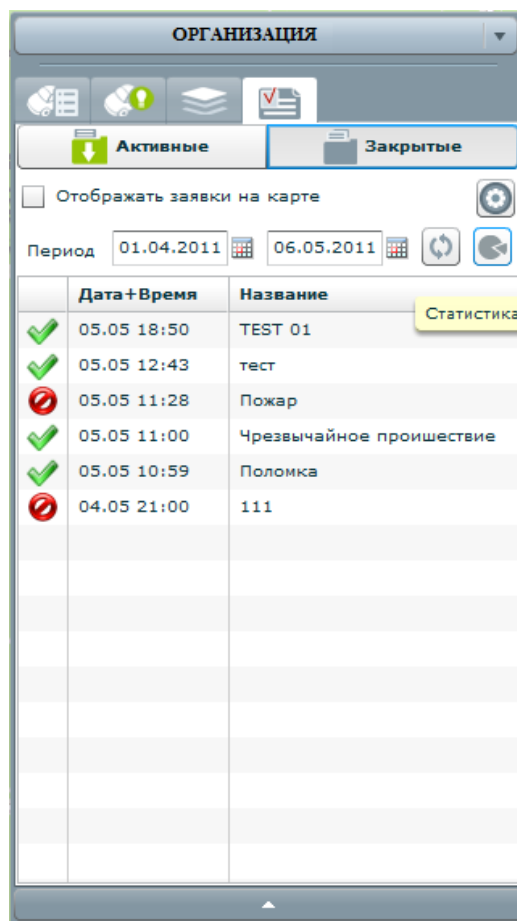 ОРГАНИЗАЦИЯ
Активные Закрытые
Отображать заявки на карте
Период 01.04.2011 06.05.2011
Дата+Время Название
Статистика
05.05 18:50 TEST 01
05.05 12:43 тест
05.05 11:28 Пожар
05.05 11:00 Чрезвычайное проишествие
05.05 10:59 Поломка
04.05 21:00 111